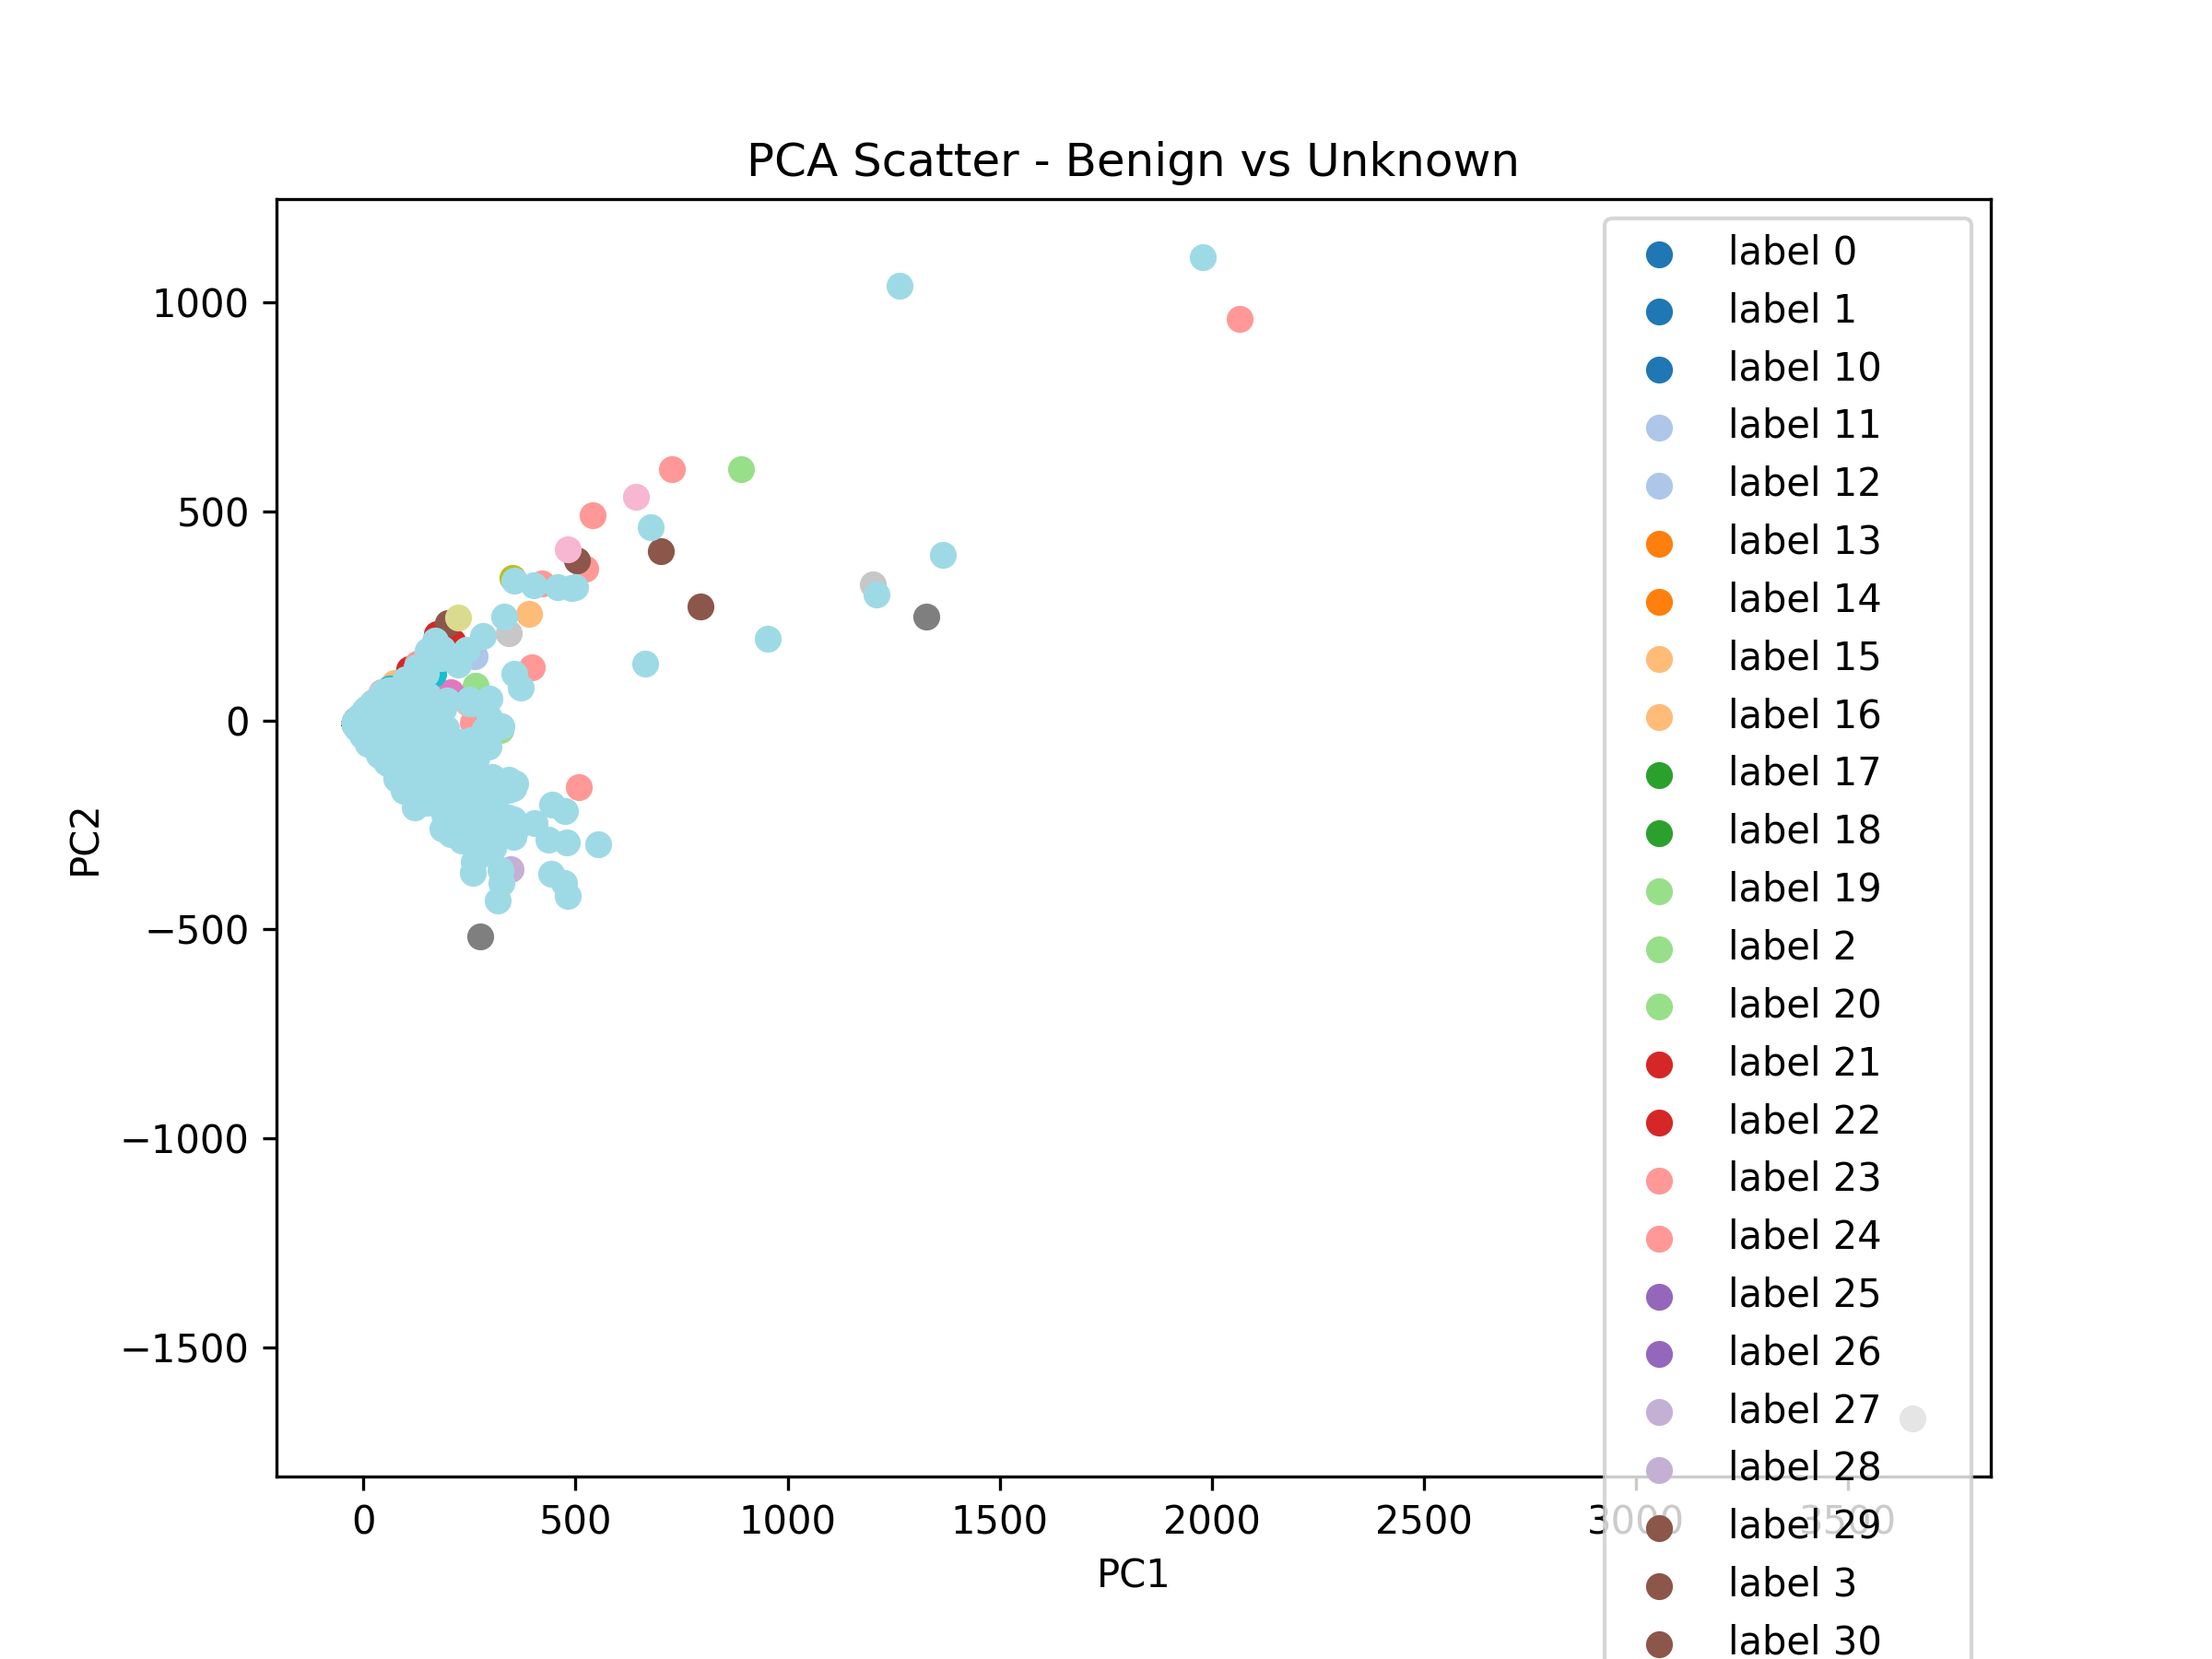 PCA Scatter - Benign vs Unknown
label 0
label 1
label 10
label 11
label 12
label 13
label 14
label 15
label 16
label 17
label 18
label 19
label 2
label 20
label 21
label 22
label 23
label 24
label 25
label 26
label 27
label 28
label 29
label 3
label 30
1000
500
0
−500
−1000
−1500
PC2
0 500 1000 1500 2000 2500 3000 3500
PC1